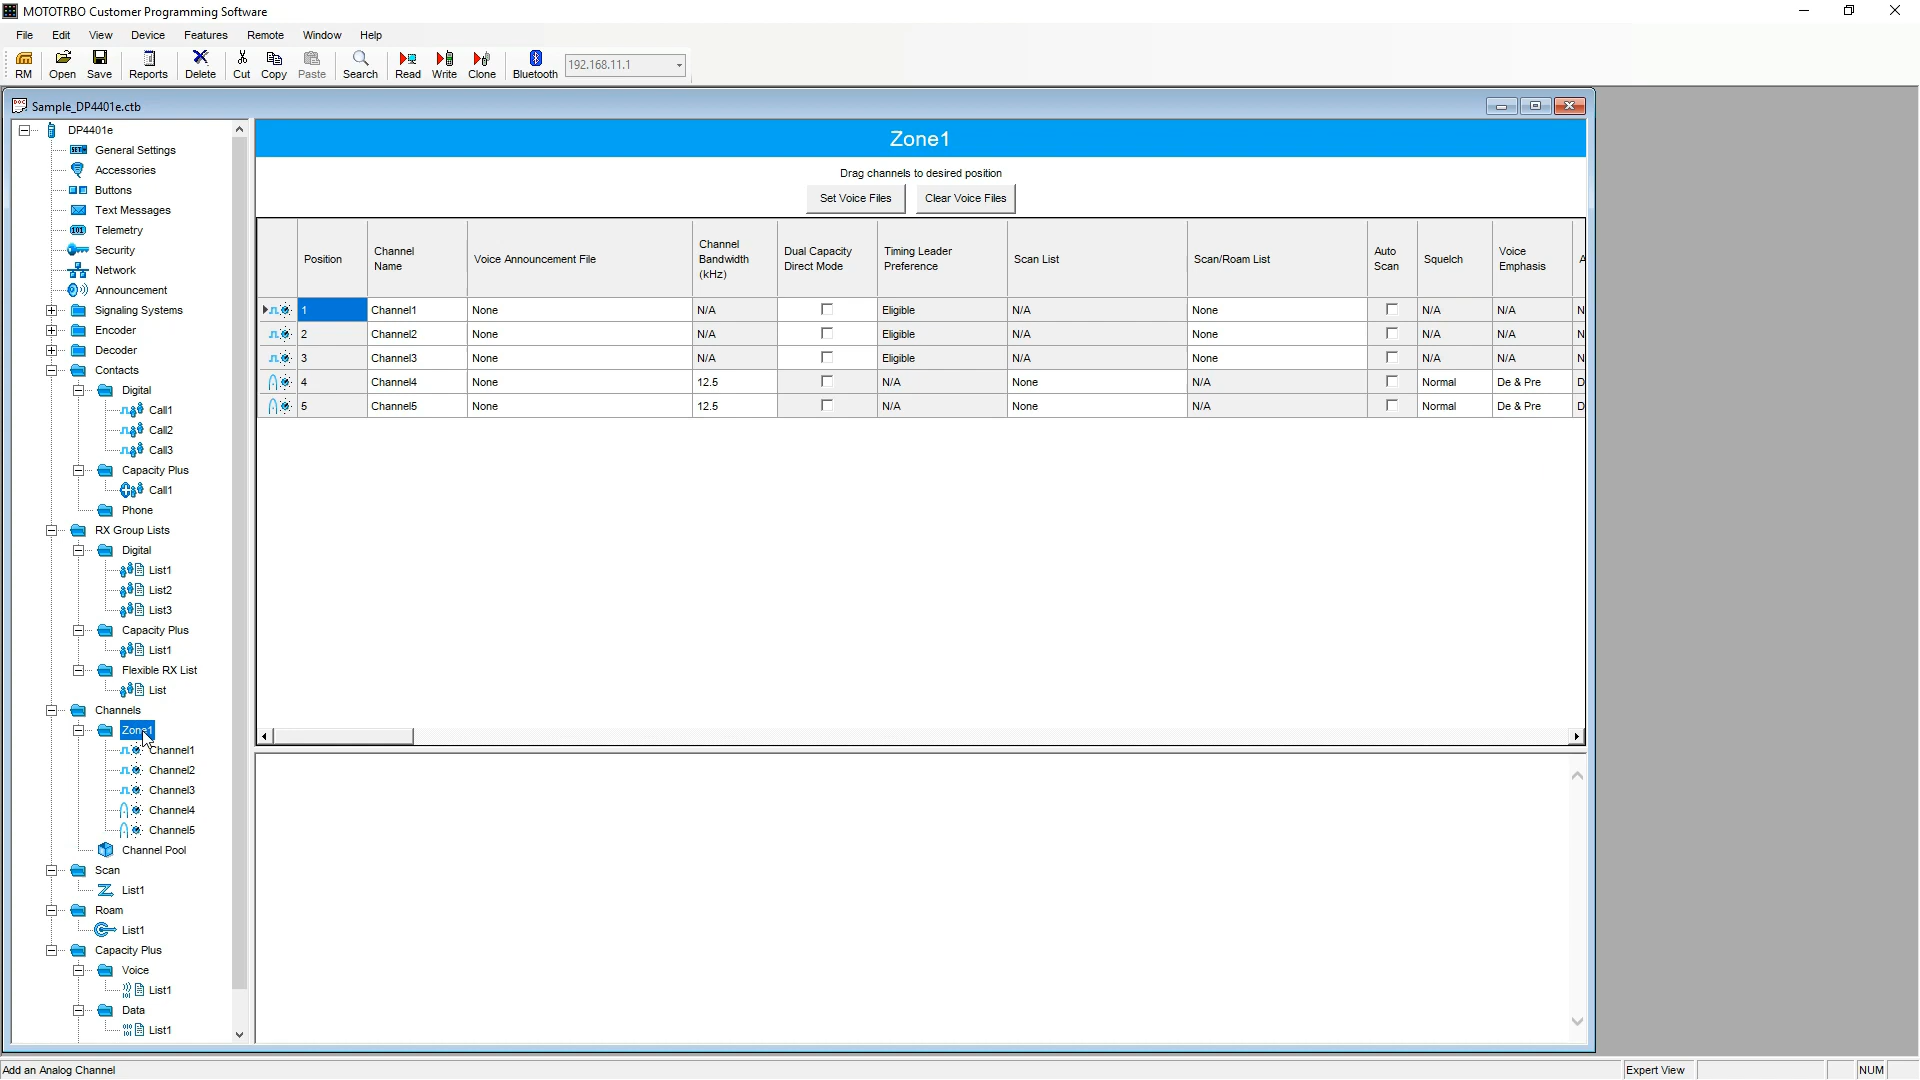 MOTOTRBO Customer Programming Software
File Edit View Device Features Remote Window Help
RM Open Save Reports Delete Cut Copy Paste Search Read Write Clone Bluetooth 192.168.11.1
Sample_DP4401e.ctb
DP4401e
General Settings
Accessories
Buttons
Text Messages
Telemetry
Security
Network
Announcement
Signaling Systems
Encoder
Decoder
Contacts
Digital
Call1
Call2
Call3
Capacity Plus
Call1
Phone
RX Group Lists
Digital
List1
List2
List3
Capacity Plus
List1
Flexible RX List
List
Channels
Zone1
Channel1
Channel2
Channel3
Channel4
Channel5
Channel Pool
Scan
List1
Roam
List1
Capacity Plus
Voice
List1
Data
List1
Zone1
Drag channels to desired position
Set Voice Files Clear Voice Files
Position Channel Name Voice Announcement File Channel Bandwidth (kHz) Dual Capacity Direct Mode Timing Leader Preference Scan List Scan/Roam List Auto Scan Squelch Voice Emphasis
1 Channel1 None N/A Eligible N/A None N/A N/A
2 Channel2 None N/A Eligible N/A None N/A N/A
3 Channel3 None N/A Eligible N/A None N/A N/A
4 Channel4 None 12.5 N/A None N/A Normal De & Pre
5 Channel5 None 12.5 N/A None N/A Normal De & Pre
Add an Analog Channel Expert View NUM